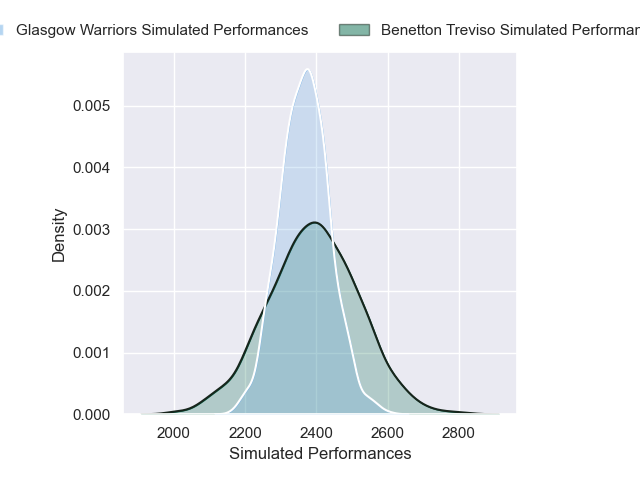 Glasgow Warriors Simulated Performances Benetton Treviso Simulated
0.005
0.004
0.003
0.002
0.001
0.000
Density
2000 2200 2400 2600 2800
Simulated Performances